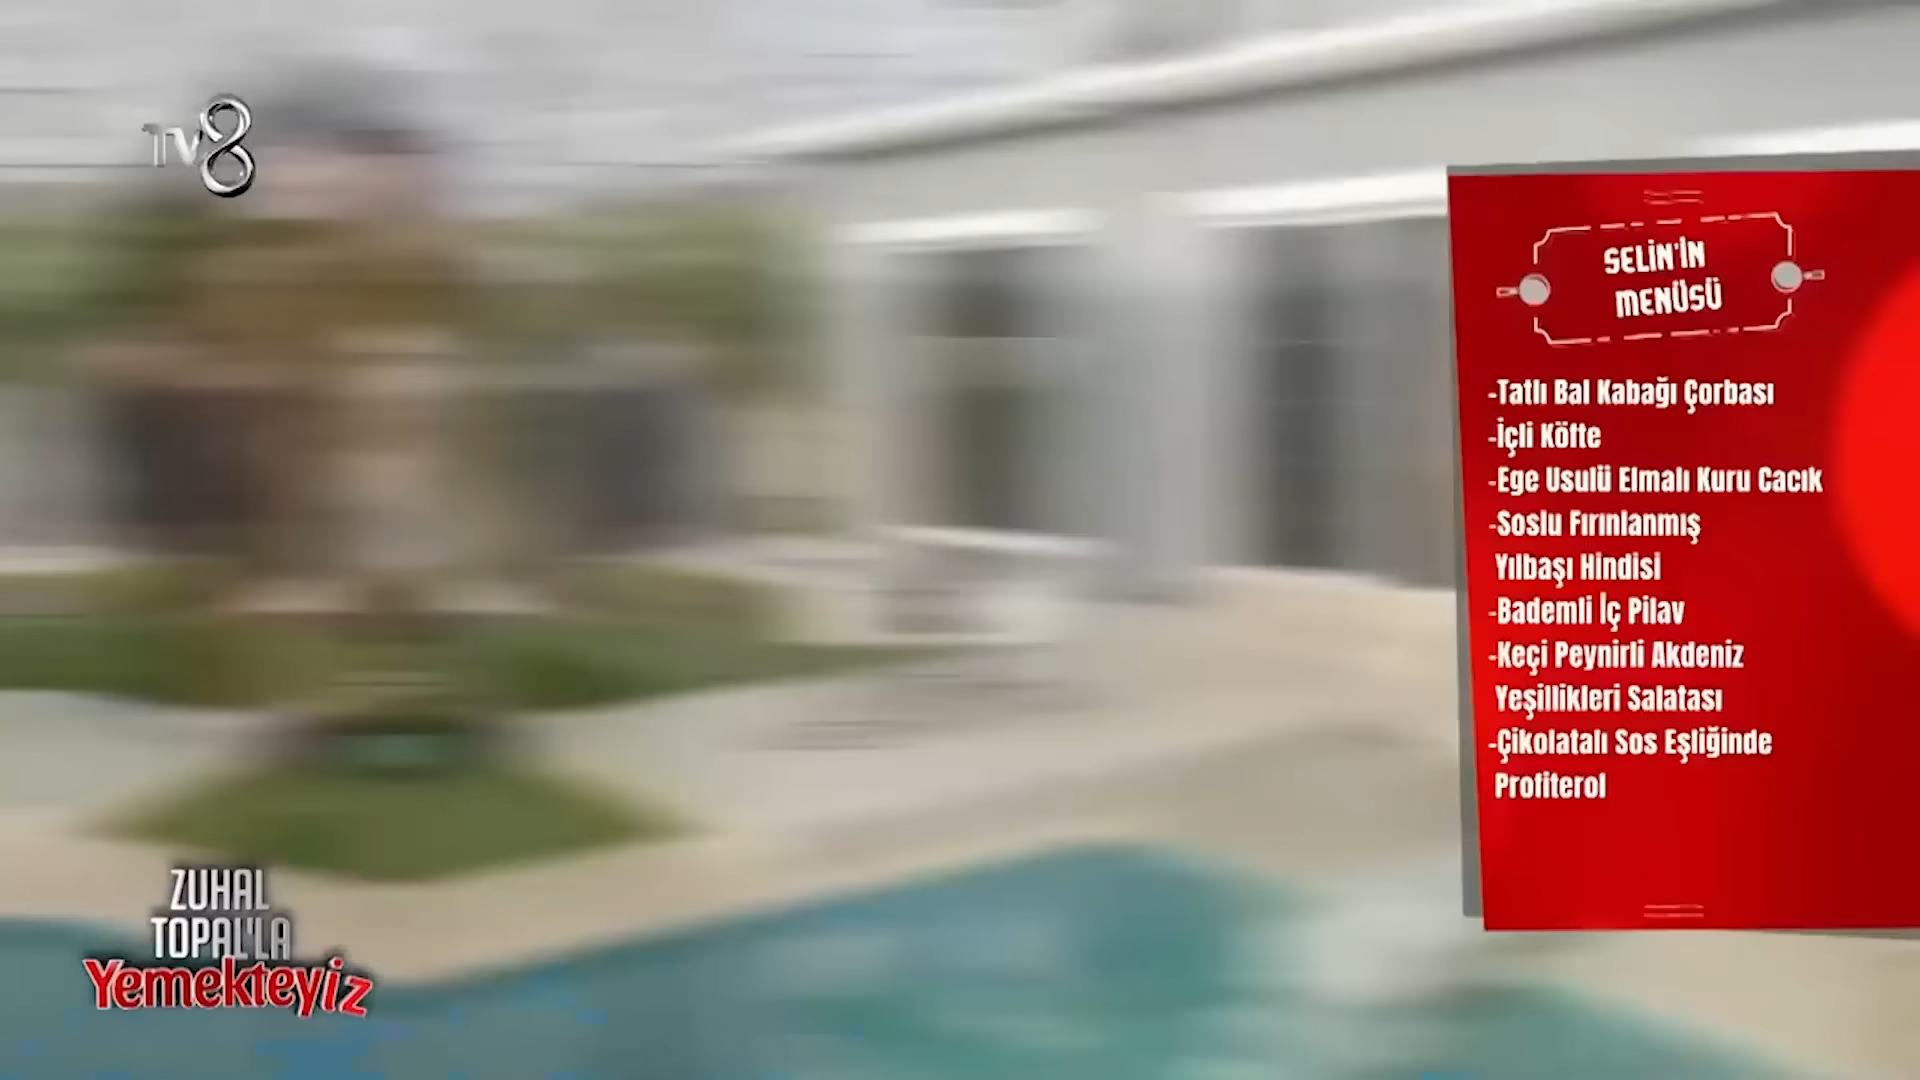 TV8
SELİN'İN
MENÜSÜ
-Tatlı Bal Kabağı Çorbası
-İçli Köfte
-Ege Usulü Elmalı Kuru Cacık
-Soslu Fırınlanmış
Yılbaşı Hindisi
-Bademli İç Pilav
-Keçi Peynirli Akdeniz
Yeşillikleri Salatası
-Çikolatalı Sos Eşliğinde
Profiterol
ZUHAL
TOPAL'LA
Yemekteyiz